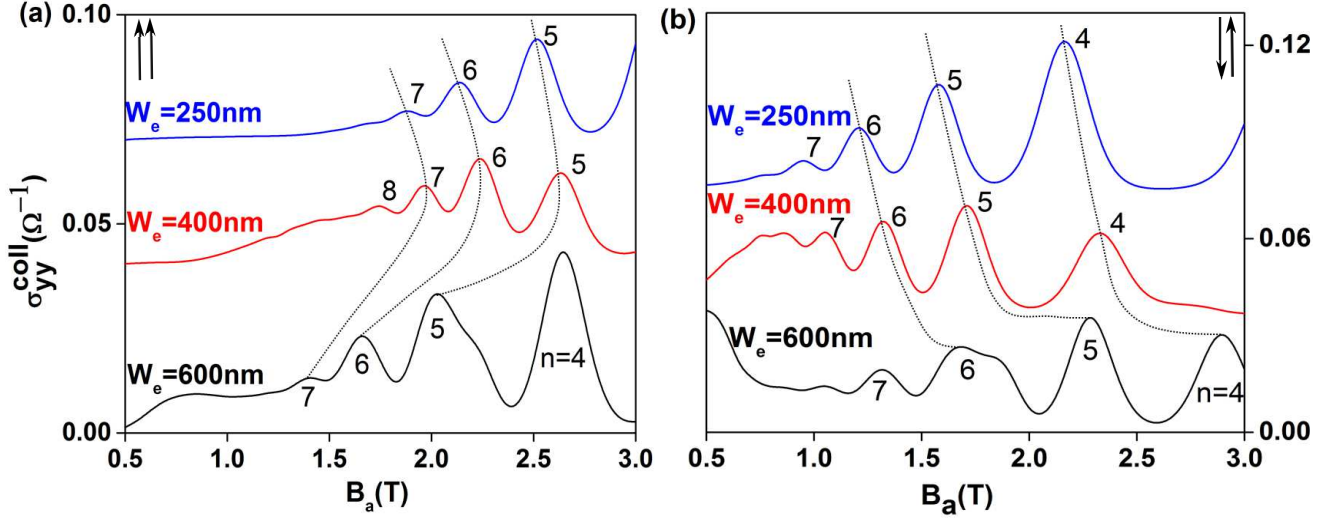 (a)
0.10
5
6
7
W_e=250nm
8
7
6
5
0.05
W_e=400nm
σ_yy^coll(Ω⁻¹)
W_e=600nm
7
6
5
n=4
0.00
0.5 1.0 1.5 2.0 2.5 3.0
B_a(T)
(b)
4
0.12
5
6
W_e=250nm
7
W_e=400nm
7
6
5
4
0.06
W_e=600nm
7
6
5
n=4
0.00
0.5 1.0 1.5 2.0 2.5 3.0
B_a(T)